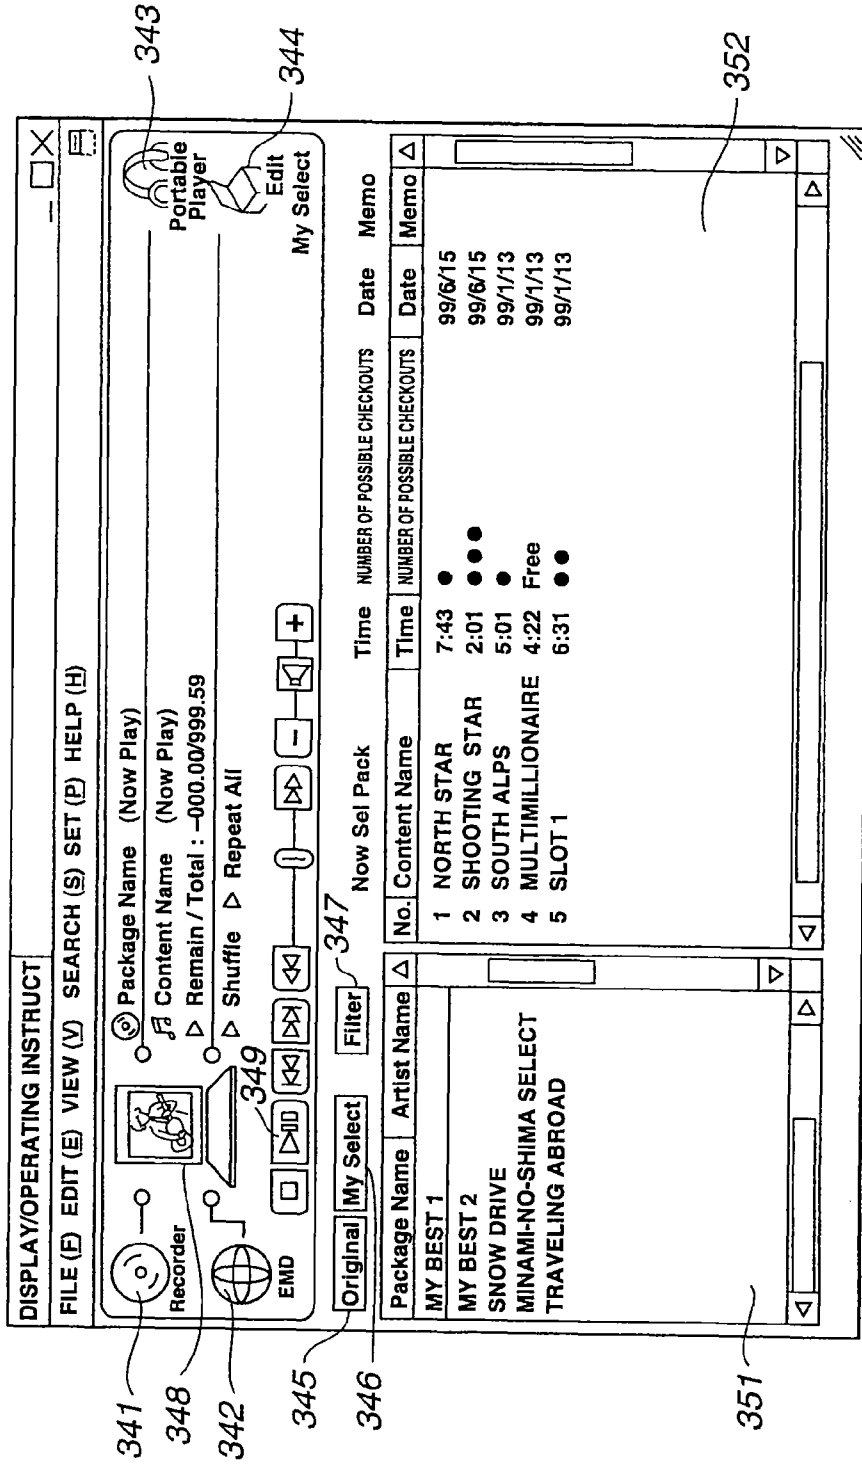 DISPLAY/OPERATING INSTRUCT
FILE (F) EDIT (E) VIEW (V) SEARCH (S) SET (P) HELP (H)
341
Recorder
348
342
EMD
Package Name (Now Play)
Content Name (Now Play)
Remain / Total : –000.00/999.59
Shuffle Repeat All
349
Portable
Player
343
Edit
344
My Select
345
Original
My Select
346
Filter
347
Now Sel Pack Time NUMBER OF POSSIBLE CHECKOUTS Date Memo
Package Name Artist Name
MY BEST 1
MY BEST 2
SNOW DRIVE
MINAMI-NO-SHIMA SELECT
TRAVELING ABROAD
351
No. Content Name Time NUMBER OF POSSIBLE CHECKOUTS Date Memo
1 NORTH STAR 7:43 ● 99/6/15
2 SHOOTING STAR 2:01 ●●● 99/6/15
3 SOUTH ALPS 5:01 ● 99/1/13
4 MULTIMILLIONAIRE 4:22 Free 99/1/13
5 SLOT 1 6:31 ●● 99/1/13
352